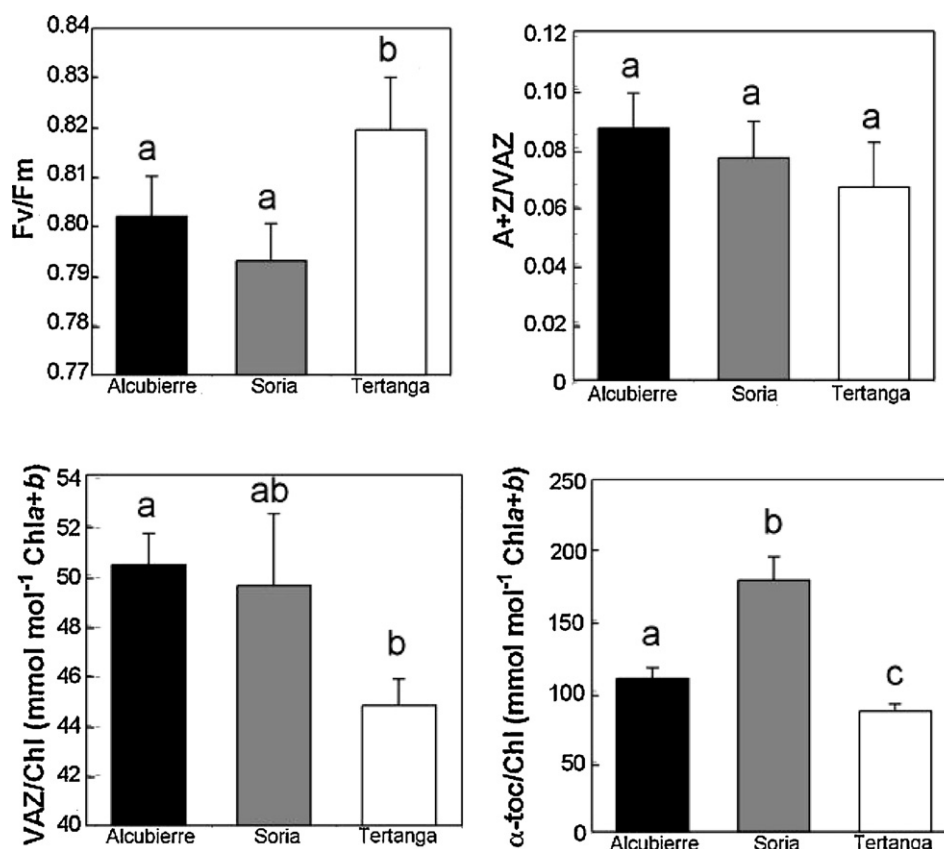 Fv/Fm
0.84
0.83
0.82
0.81
0.80
0.79
0.78
0.77
a
a
b
Alcubierre Soria Tertanga
A+Z/VAZ
0.12
0.10
0.08
0.06
0.04
0.02
0
a
a
a
Alcubierre Soria Tertanga
VAZ/Chl (mmol mol⁻¹ Chla+b)
54
52
50
48
46
44
42
40
a
ab
b
Alcubierre Soria Tertanga
α-toc/Chl (mmol mol⁻¹ Chla+b)
250
200
150
100
50
0
a
b
c
Alcubierre Soria Tertanga